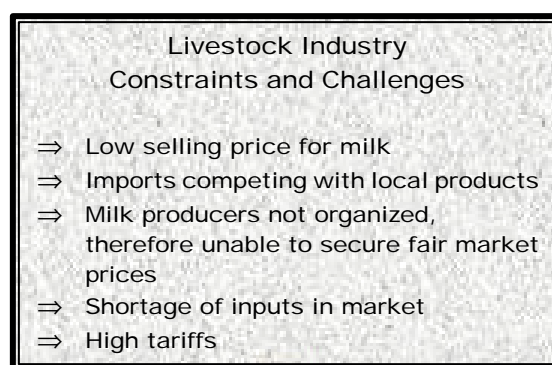 Livestock Industry
Constraints and Challenges
⇒ Low selling price for milk
⇒ Imports competing with local products
⇒ Milk producers not organized,
therefore unable to secure fair market
prices
⇒ Shortage of inputs in market
⇒ High tariffs